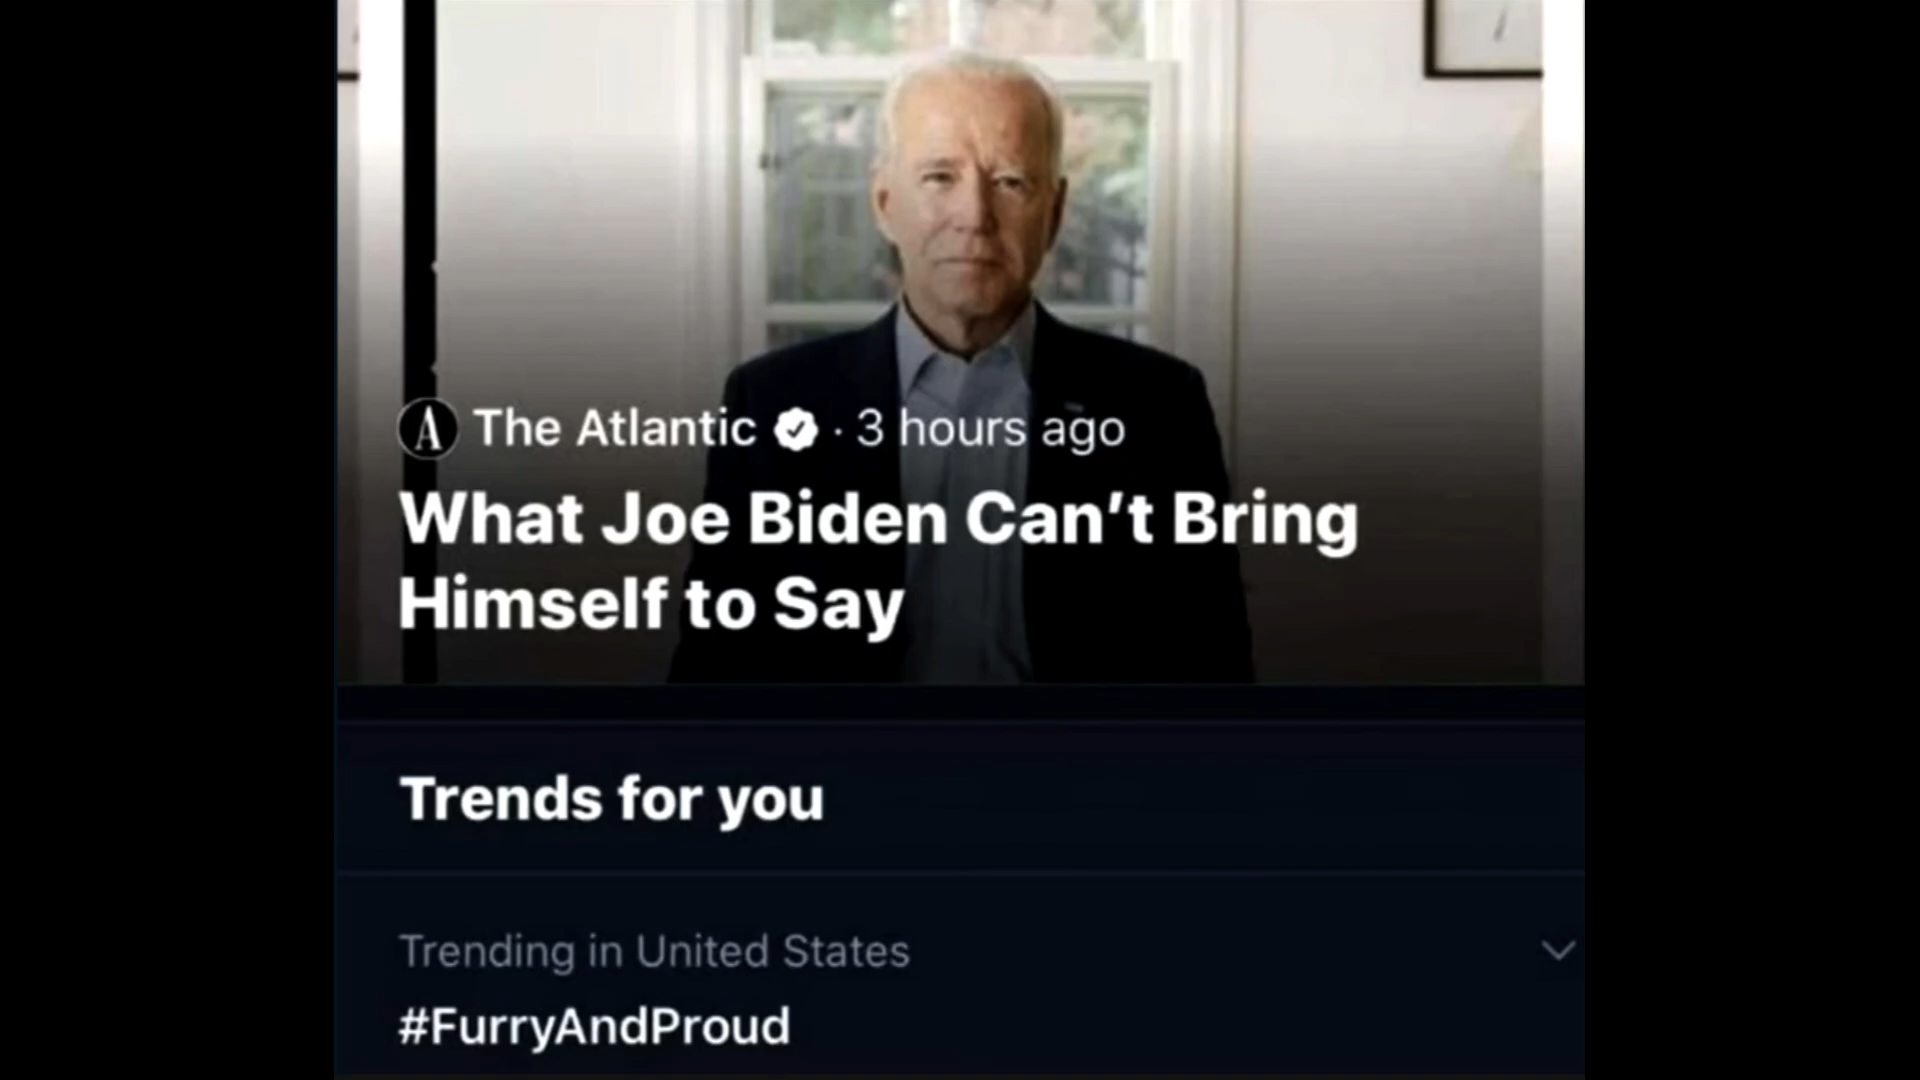 The Atlantic · 3 hours ago
What Joe Biden Can’t Bring
Himself to Say
Trends for you
Trending in United States
#FurryAndProud